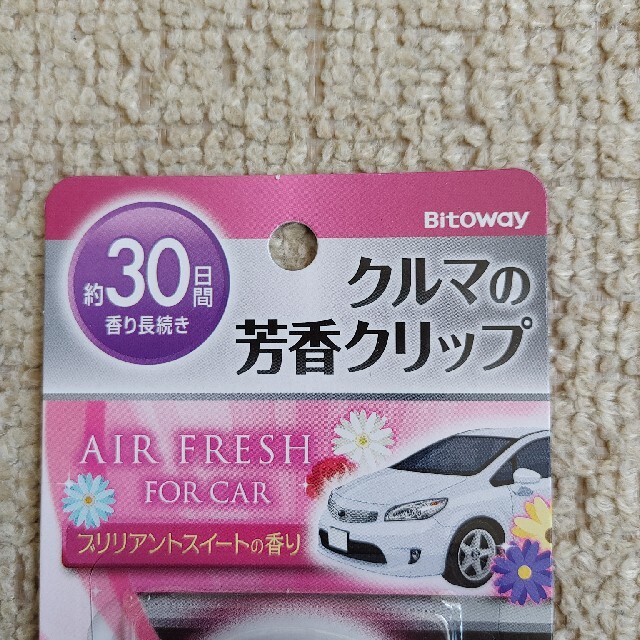 Bitoway
約30日間
香り長続き
クルマの
芳香クリップ
AIR FRESH
FOR CAR
ブリリアントスイートの香り